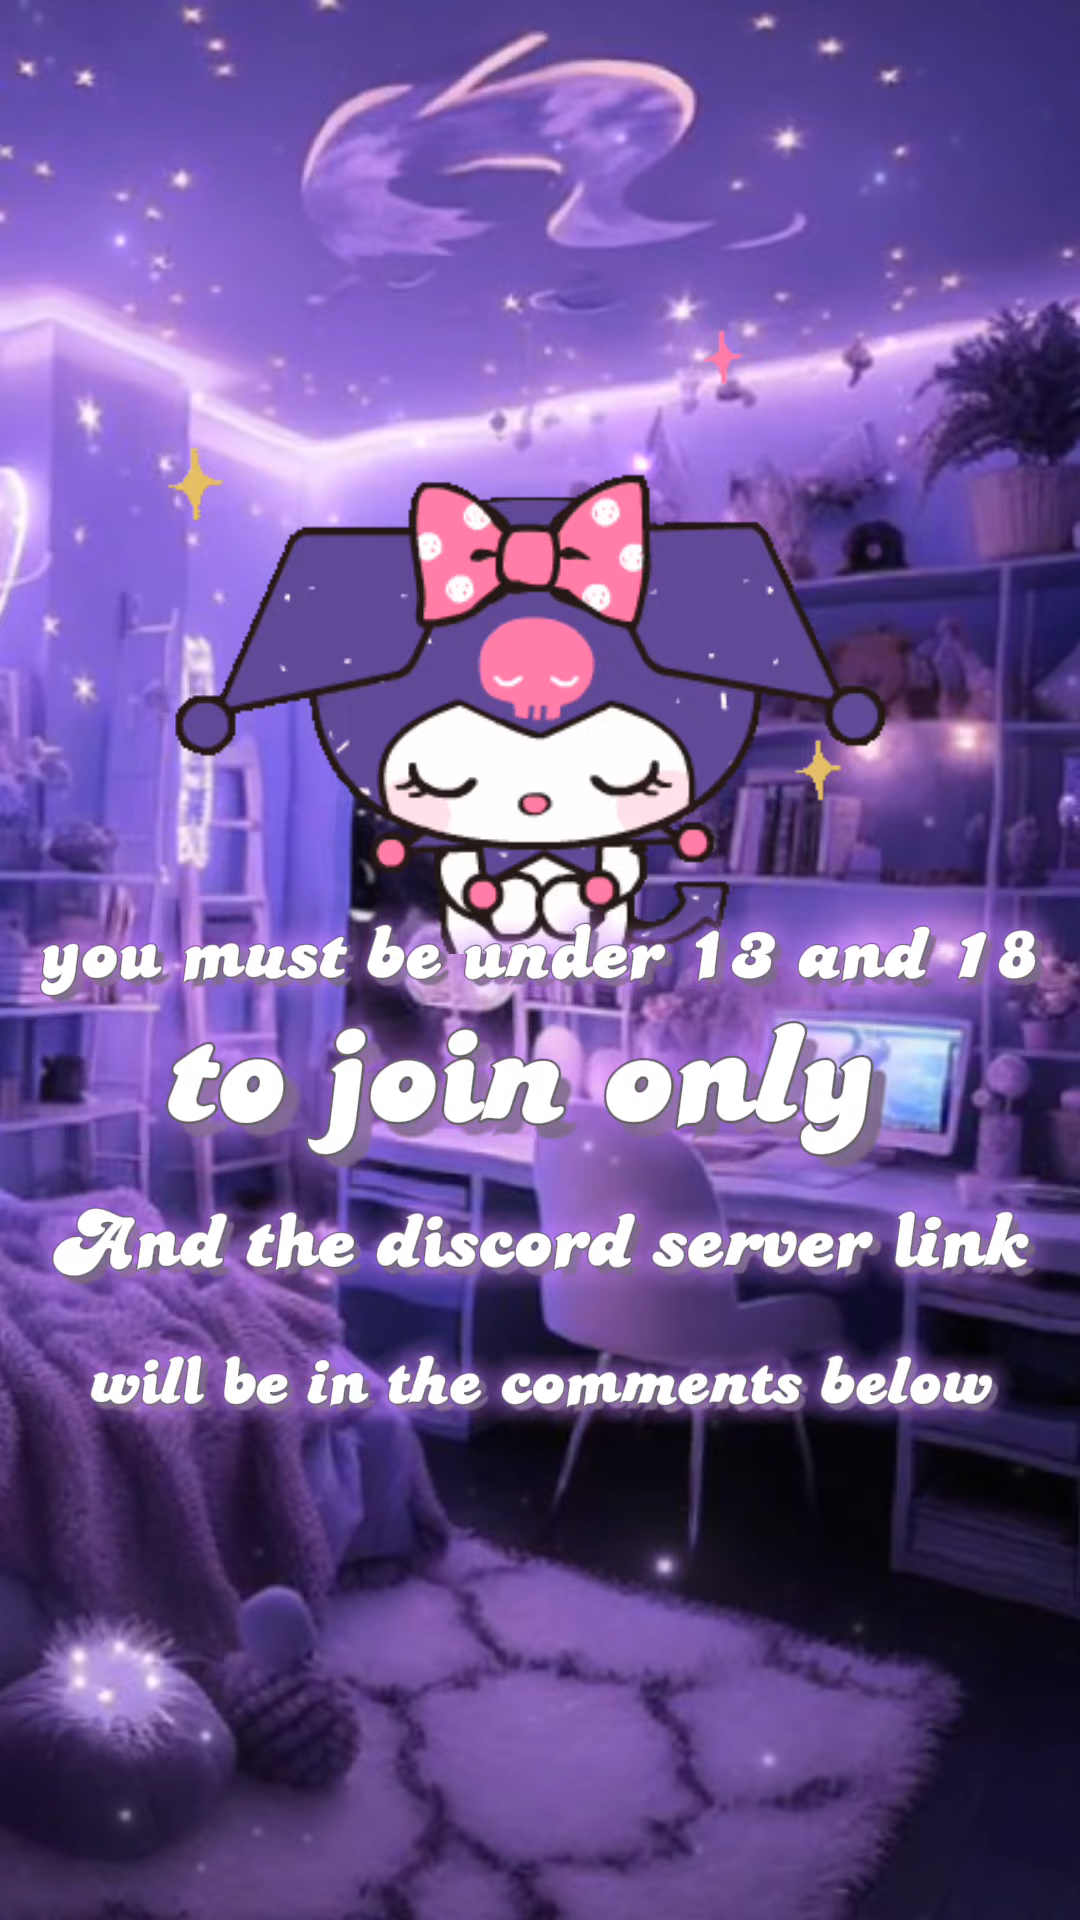 you must be under 13 and 18
to join only
And the discord server link
will be in the comments below